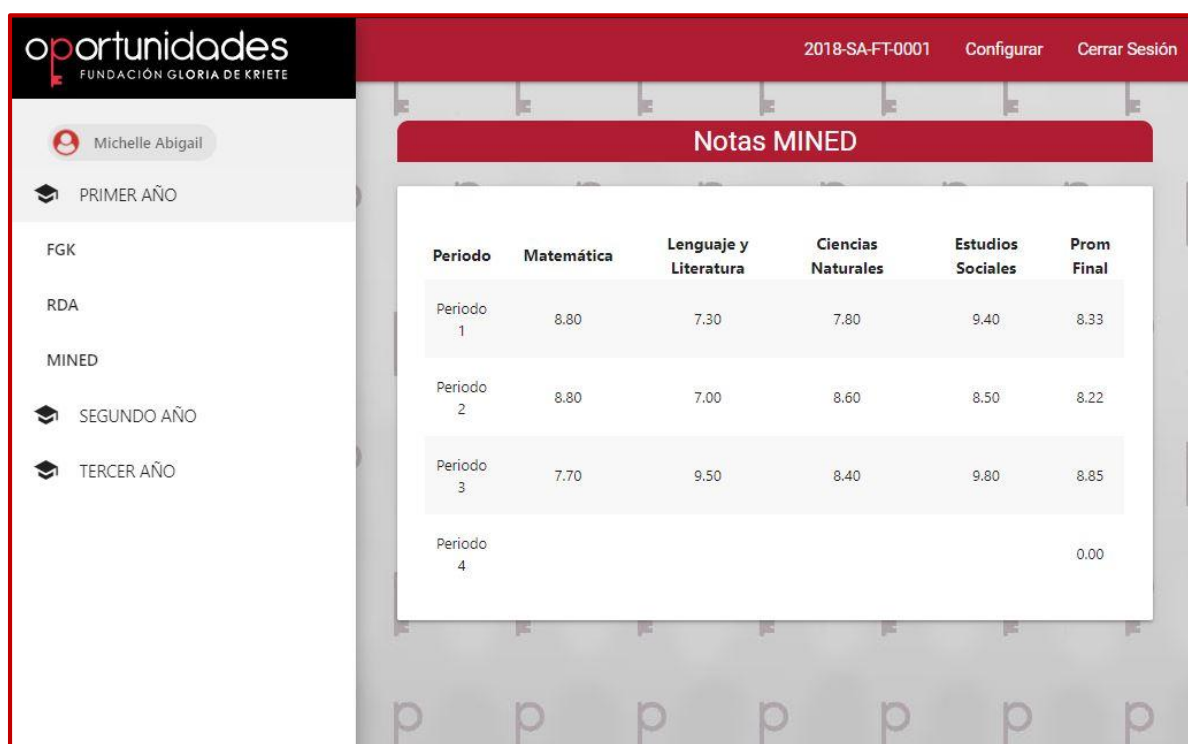 oportunidades
FUNDACIÓN GLORIA DE KRIETE
2018-SA-FT-0001 Configurar Cerrar Sesión
Michelle Abigail
PRIMER AÑO
FGK
RDA
MINED
SEGUNDO AÑO
TERCER AÑO
Notas MINED
Periodo Matemática Lenguaje y Literatura Ciencias Naturales Estudios Sociales Prom Final
Periodo 1 8.80 7.30 7.80 9.40 8.33
Periodo 2 8.80 7.00 8.60 8.50 8.22
Periodo 3 7.70 9.50 8.40 9.80 8.85
Periodo 4 0.00